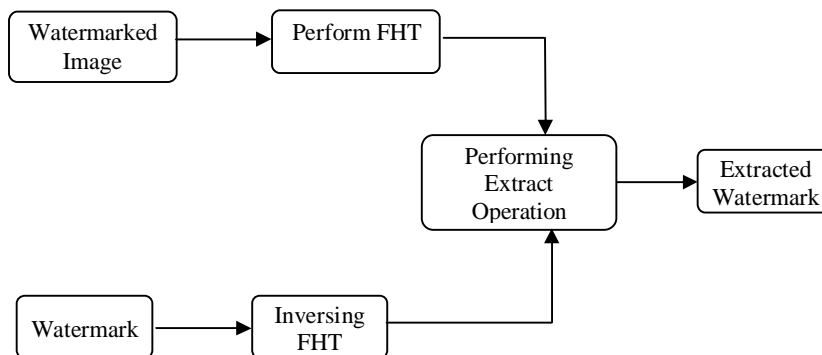 Watermarked
Image
Perform FHT
Performing
Extract
Operation
Extracted
Watermark
Watermark
Inversing
FHT